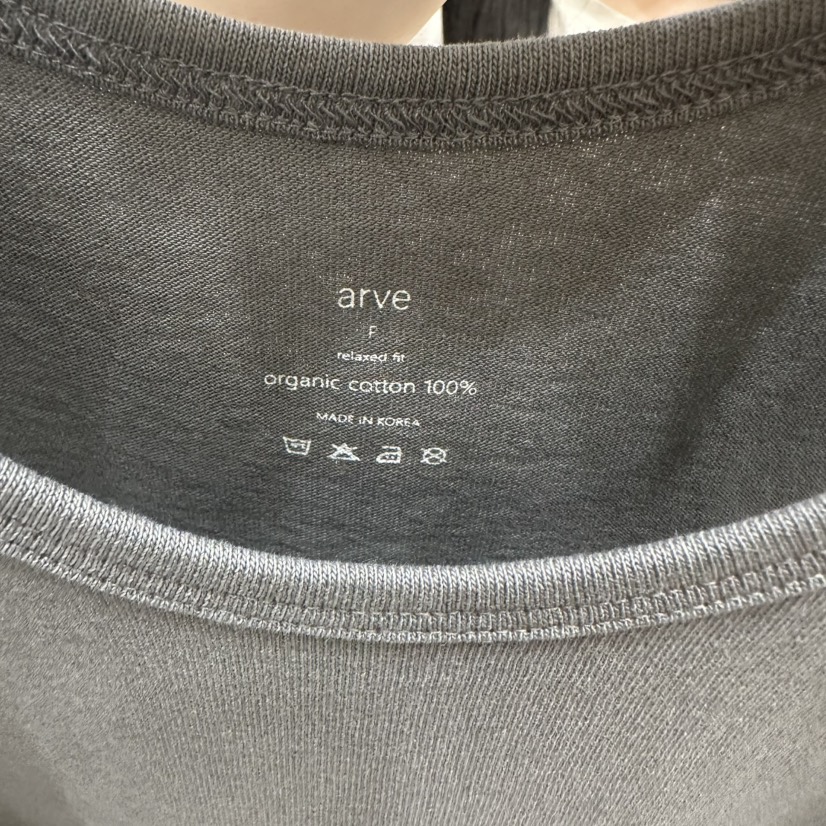 arve
F
relaxed fit
organic cotton 100%
MADE IN KOREA